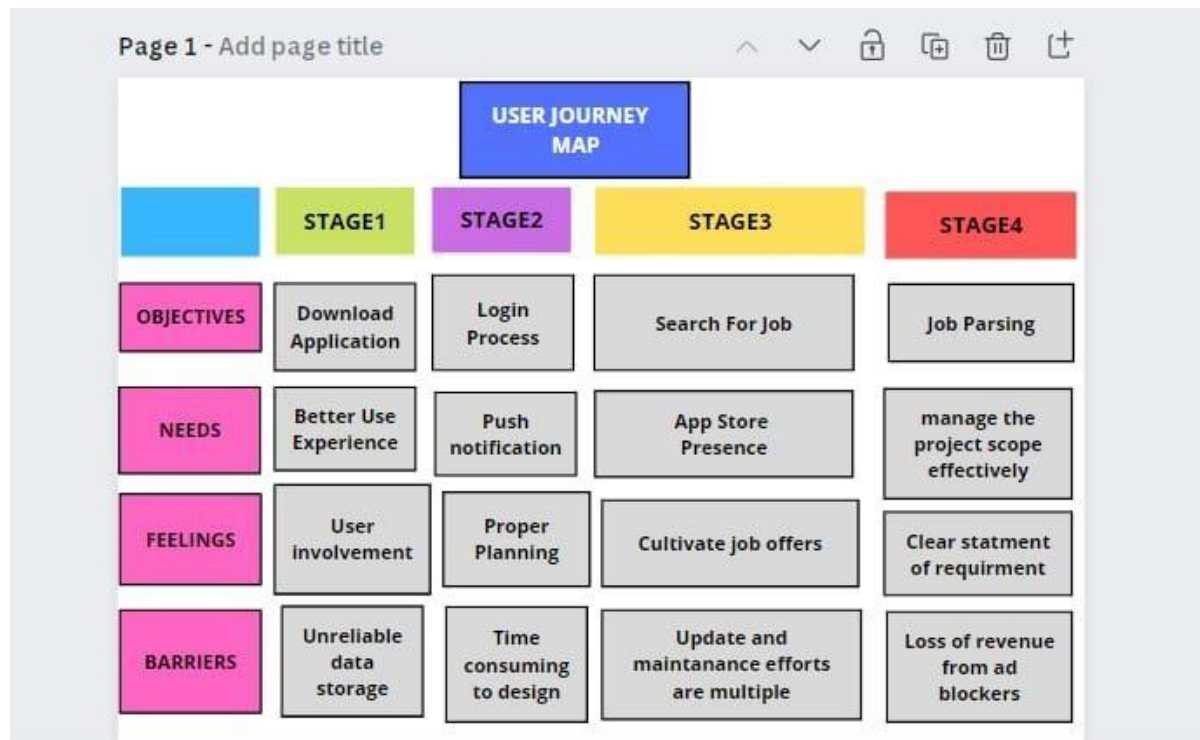 Page 1 - Add page title
USER JOURNEY
MAP
STAGE1
STAGE2
STAGE3
STAGE4
OBJECTIVES
Download
Application
Login
Process
Search For Job
Job Parsing
NEEDS
Better Use
Experience
Push
notification
App Store
Presence
manage the
project scope
effectively
FEELINGS
User
involvement
Proper
Planning
Cultivate job offers
Clear statment
of requirment
BARRIERS
Unreliable
data
storage
Time
consuming
to design
Update and
maintanance efforts
are multiple
Loss of revenue
from ad
blockers